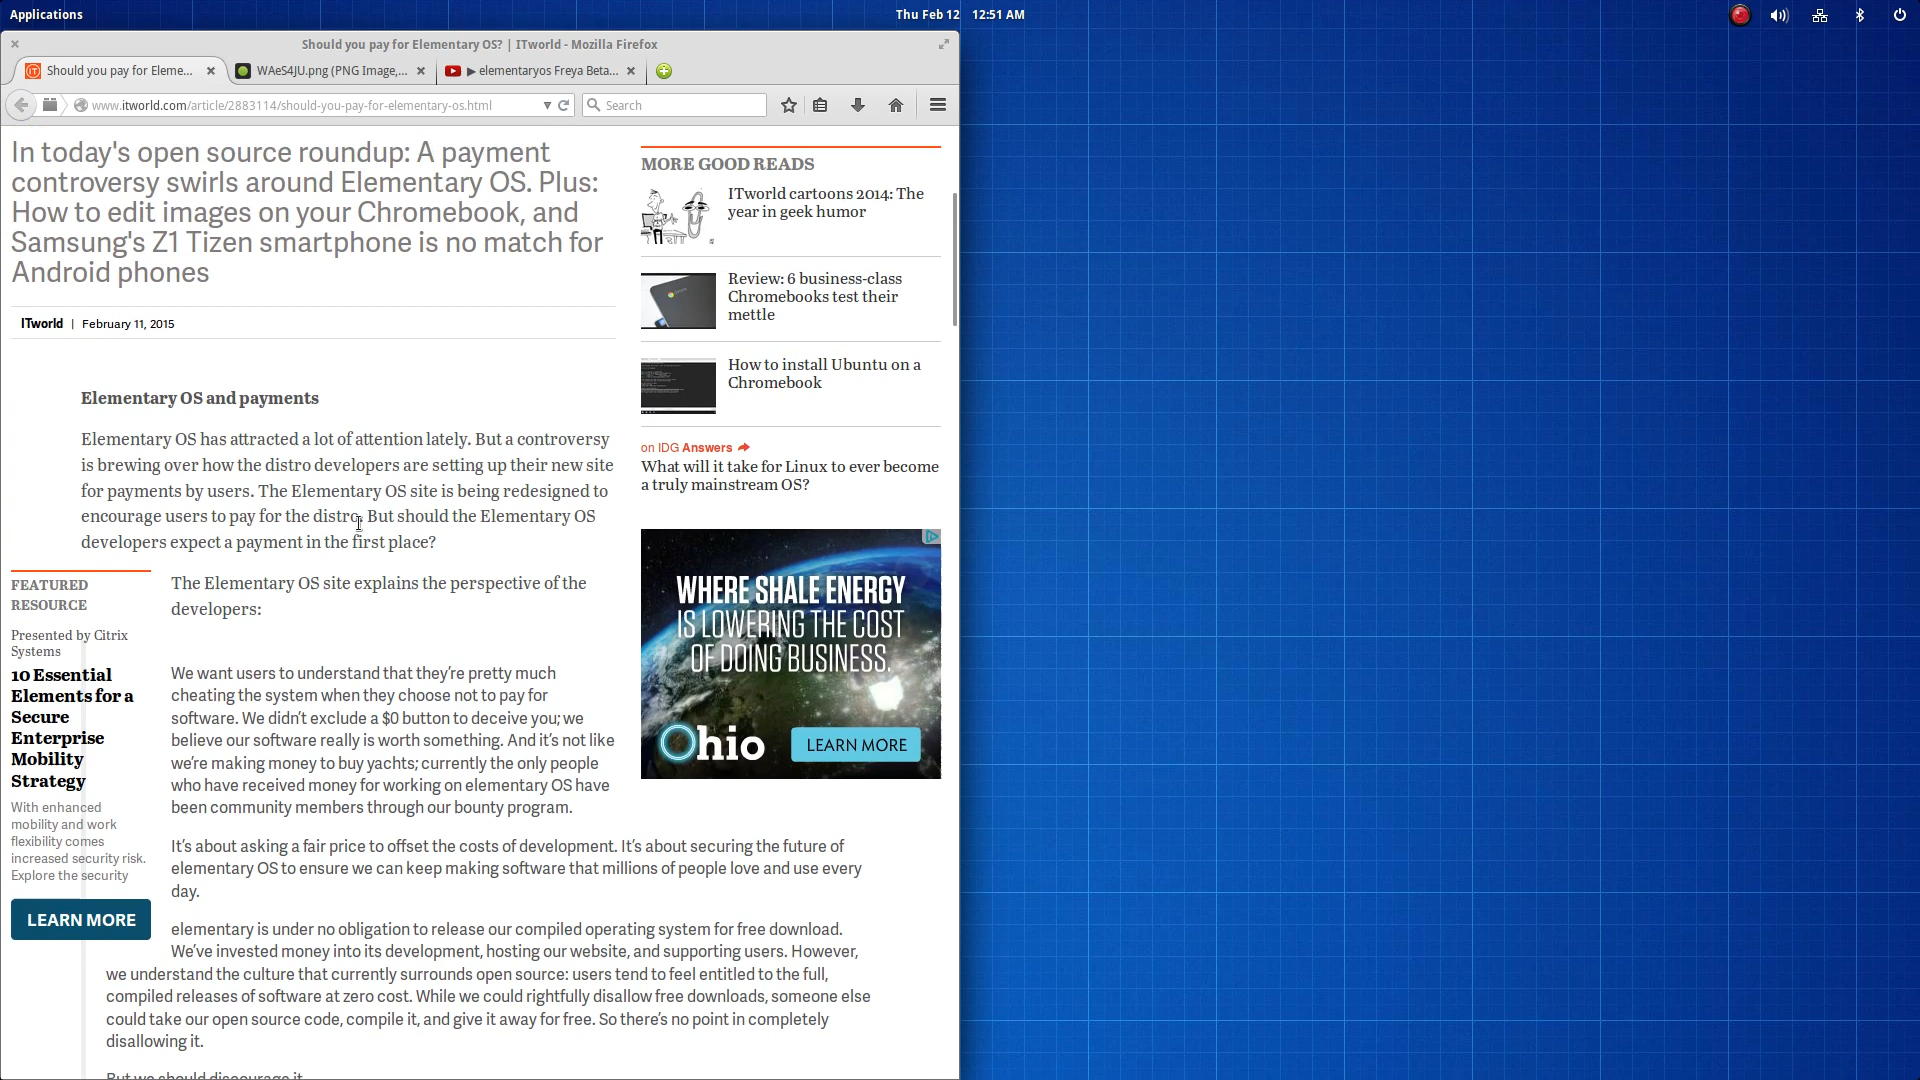 Applications
Thu Feb 12 12:51 AM
Should you pay for Elementary OS? | ITworld - Mozilla Firefox
Should you pay for Eleme...
WAeS4JU.png (PNG Image,...
▶ elementaryos Freya Beta...
www.itworld.com/article/2883114/should-you-pay-for-elementary-os.html
Search
In today's open source roundup: A payment
controversy swirls around Elementary OS. Plus:
How to edit images on your Chromebook, and
Samsung's Z1 Tizen smartphone is no match for
Android phones
ITworld | February 11, 2015
Elementary OS and payments
Elementary OS has attracted a lot of attention lately. But a controversy
is brewing over how the distro developers are setting up their new site
for payments by users. The Elementary OS site is being redesigned to
encourage users to pay for the distro. But should the Elementary OS
developers expect a payment in the first place?
FEATURED
RESOURCE
Presented by Citrix
Systems
10 Essential
Elements for a
Secure
Enterprise
Mobility
Strategy
With enhanced
mobility and work
flexibility comes
increased security risk.
Explore the security
LEARN MORE
The Elementary OS site explains the perspective of the
developers:
We want users to understand that they're pretty much
cheating the system when they choose not to pay for
software. We didn't exclude a $0 button to deceive you; we
believe our software really is worth something. And it's not like
we're making money to buy yachts; currently the only people
who have received money for working on elementary OS have
been community members through our bounty program.
It's about asking a fair price to offset the costs of development. It's about securing the future of
elementary OS to ensure we can keep making software that millions of people love and use every
day.
elementary is under no obligation to release our compiled operating system for free download.
We've invested money into its development, hosting our website, and supporting users. However,
we understand the culture that currently surrounds open source: users tend to feel entitled to the full,
compiled releases of software at zero cost. While we could rightfully disallow free downloads, someone else
could take our open source code, compile it, and give it away for free. So there's no point in completely
disallowing it.
But we should discourage it.
MORE GOOD READS
ITworld cartoons 2014: The
year in geek humor
Review: 6 business-class
Chromebooks test their
mettle
How to install Ubuntu on a
Chromebook
on IDG Answers
What will it take for Linux to ever become
a truly mainstream OS?
WHERE SHALE ENERGY
IS LOWERING THE COST
OF DOING BUSINESS.
Ohio
LEARN MORE